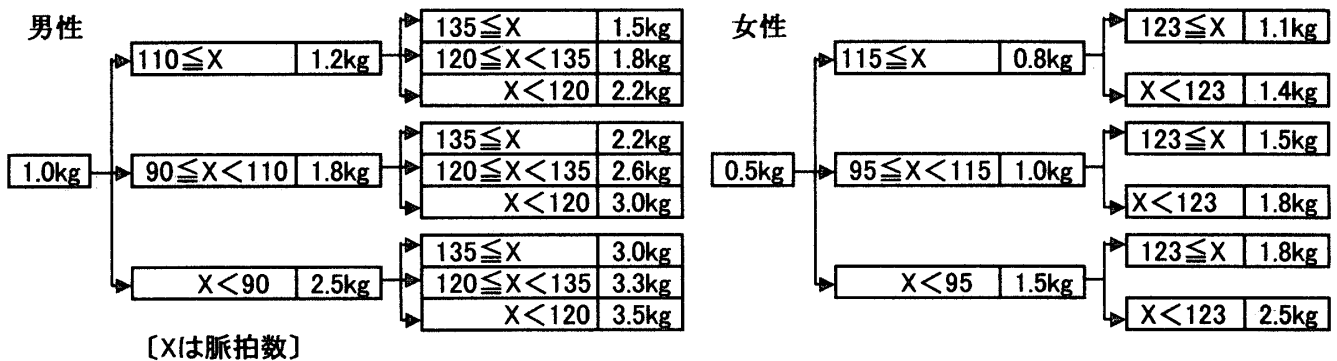 男性
1.0kg
110≦X 1.2kg
135≦X 1.5kg
120≦X<135 1.8kg
X<120 2.2kg
90≦X<110 1.8kg
135≦X 2.2kg
120≦X<135 2.6kg
X<120 3.0kg
X<90 2.5kg
135≦X 3.0kg
120≦X<135 3.3kg
X<120 3.5kg
〔Xは脈拍数〕
女性
0.5kg
115≦X 0.8kg
123≦X 1.1kg
X<123 1.4kg
95≦X<115 1.0kg
123≦X 1.5kg
X<123 1.8kg
X<95 1.5kg
123≦X 1.8kg
X<123 2.5kg